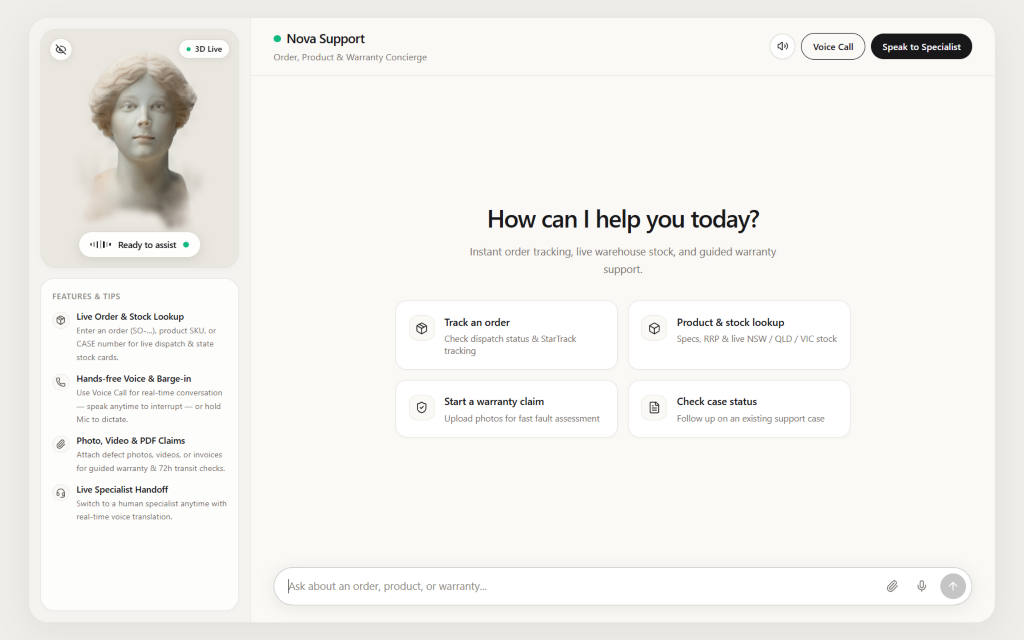 3D Live
Ready to assist
FEATURES & TIPS
Live Order & Stock Lookup
Enter an order (SO-...), product SKU, or
CASE number for live dispatch & state
stock cards.
Hands-free Voice & Barge-in
Use Voice Call for real-time conversation
— speak anytime to interrupt — or hold
Mic to dictate.
Photo, Video & PDF Claims
Attach defect photos, videos, or invoices
for guided warranty & 72h transit checks.
Live Specialist Handoff
Switch to a human specialist anytime with
real-time voice translation.
Nova Support
Order, Product & Warranty Concierge
Voice Call
Speak to Specialist
How can I help you today?
Instant order tracking, live warehouse stock, and guided warranty
support.
Track an order
Check dispatch status & StarTrack
tracking
Product & stock lookup
Specs, RRP & live NSW / QLD / VIC stock
Start a warranty claim
Upload photos for fast fault assessment
Check case status
Follow up on an existing support case
Ask about an order, product, or warranty...